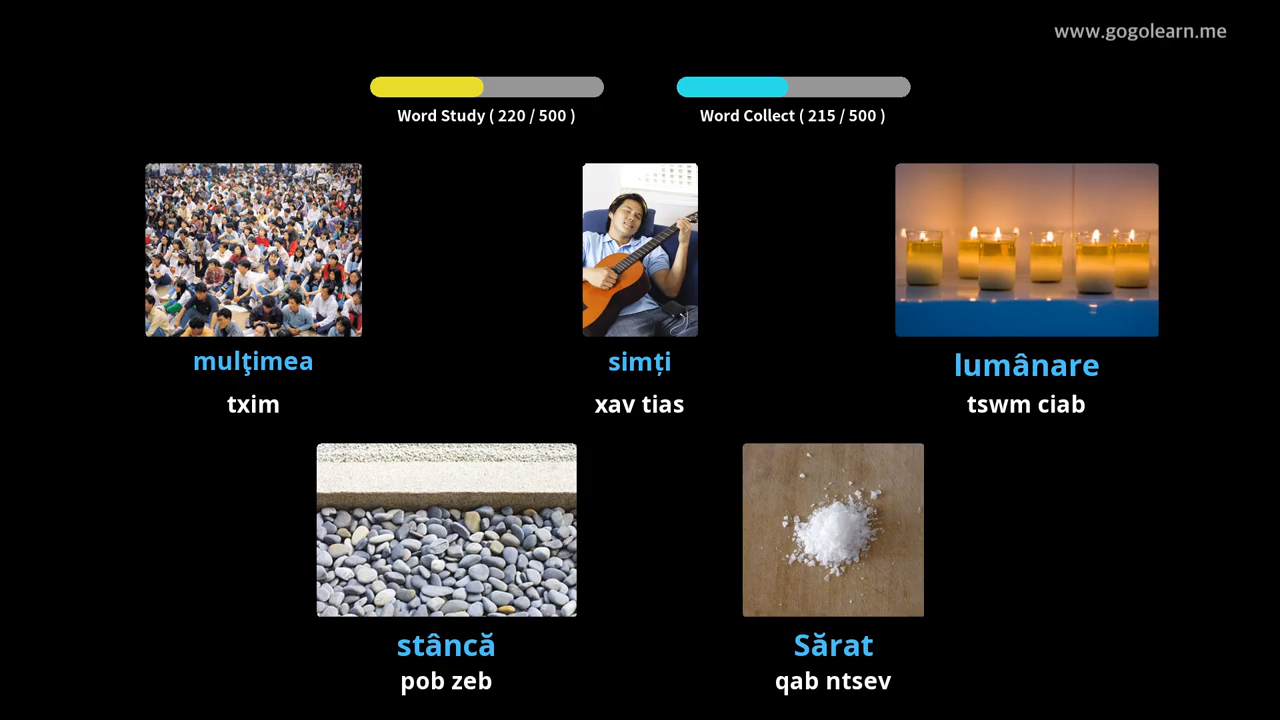 www.gogolearn.me
Word Study ( 220 / 500 )
Word Collect ( 215 / 500 )
mulţimea
simți
lumânare
txim
xav tias
tswm ciab
stâncă
Sărat
pob zeb
qab ntsev